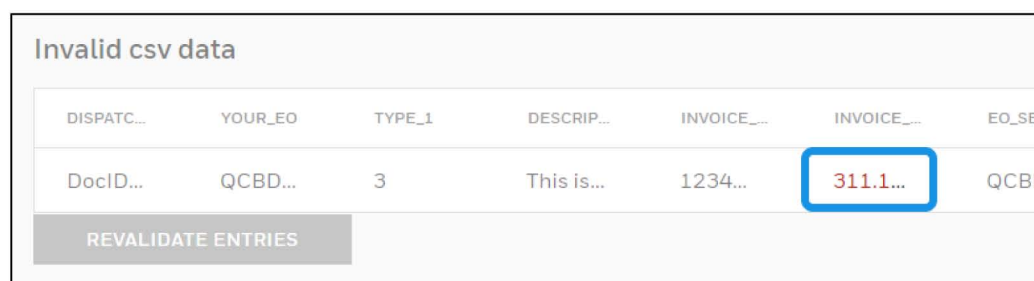 Invalid csv data
DISPATC... YOUR_EO TYPE_1 DESCRIP... INVOICE_... INVOICE_... EO_SE
DocID... QCBD... 3 This is... 1234... 311.1... QCB
REVALIDATE ENTRIES